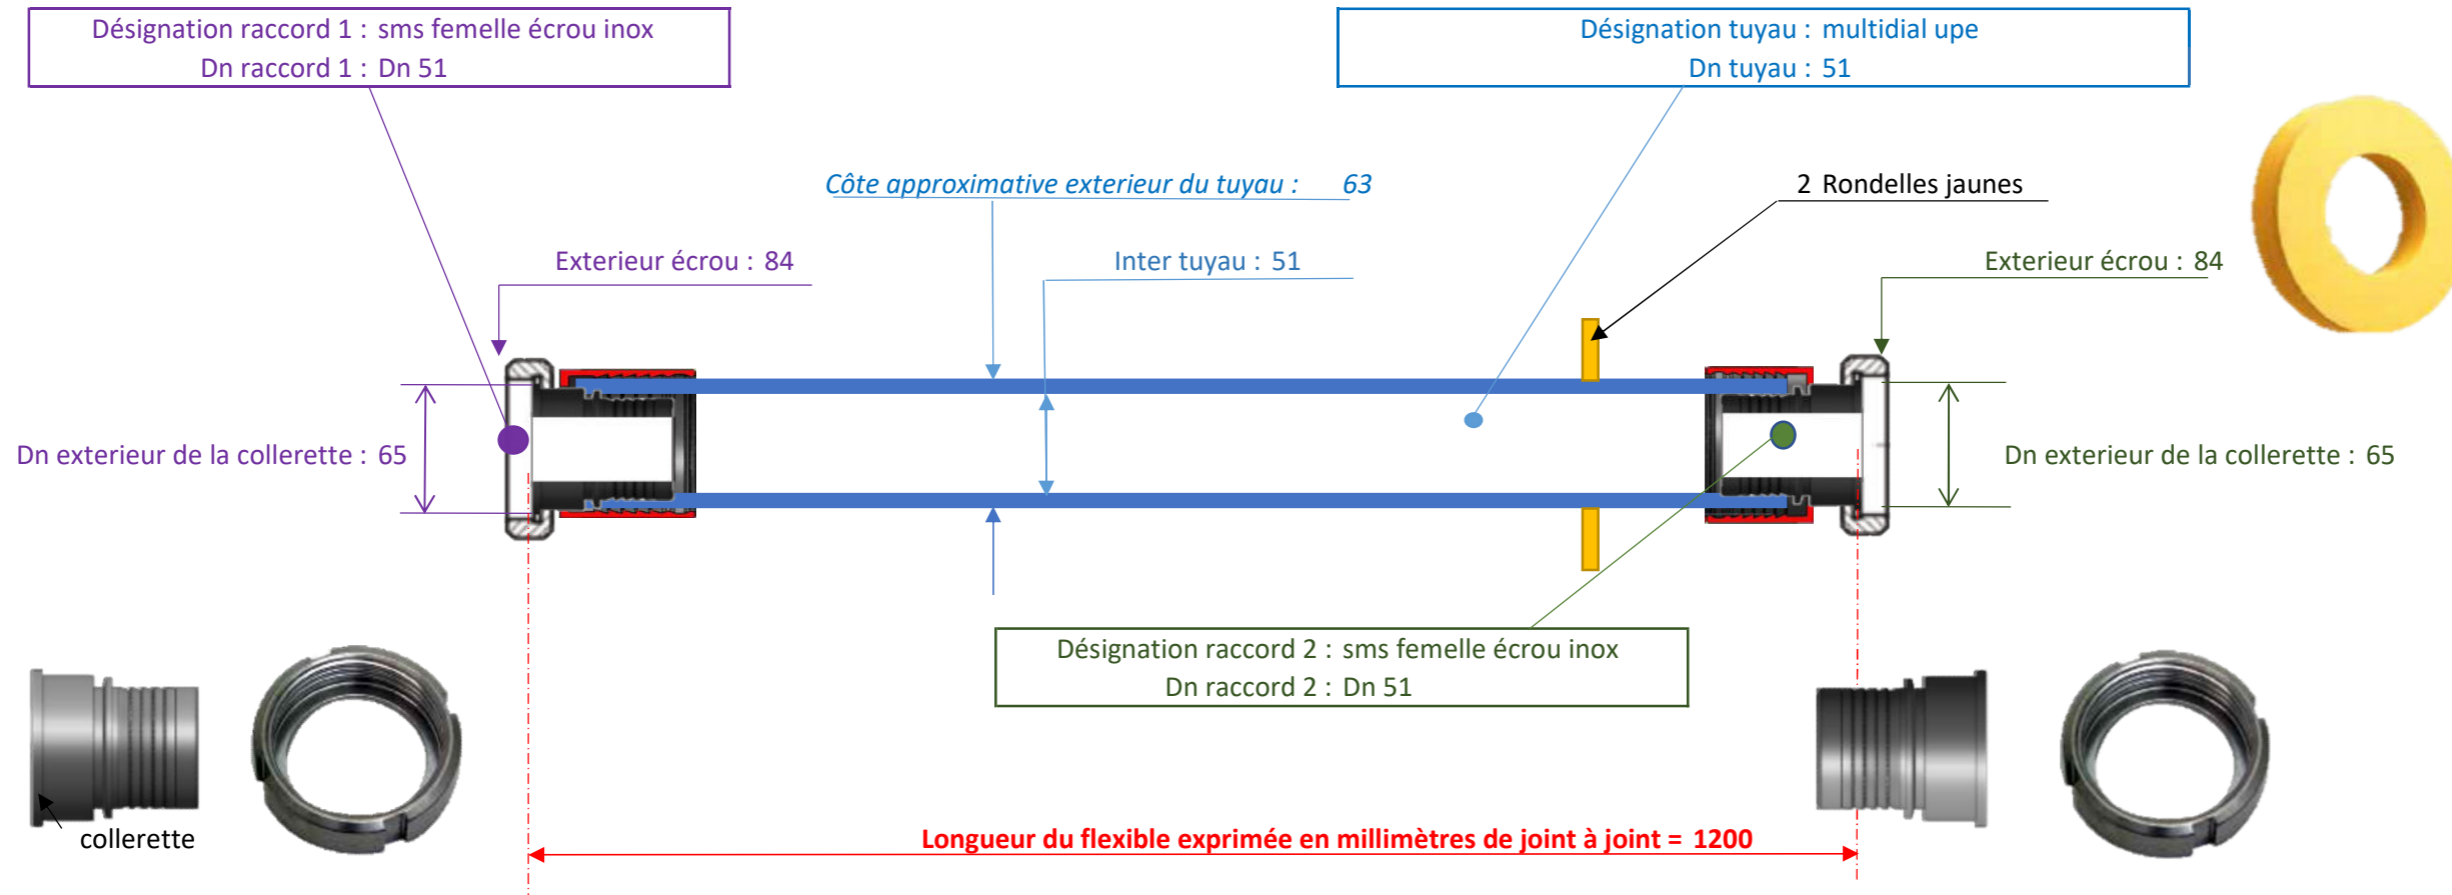 Désignation raccord 1 : sms femelle écrou inox
Dn raccord 1 : Dn 51
Désignation tuyau : multidial upe
Dn tuyau : 51
Côte approximative exterieur du tuyau : 63
2 Rondelles jaunes
Exterieur écrou : 84
Inter tuyau : 51
Exterieur écrou : 84
Dn exterieur de la collerette : 65
Dn exterieur de la collerette : 65
Désignation raccord 2 : sms femelle écrou inox
Dn raccord 2 : Dn 51
collerette
Longueur du flexible exprimée en millimètres de joint à joint = 1200